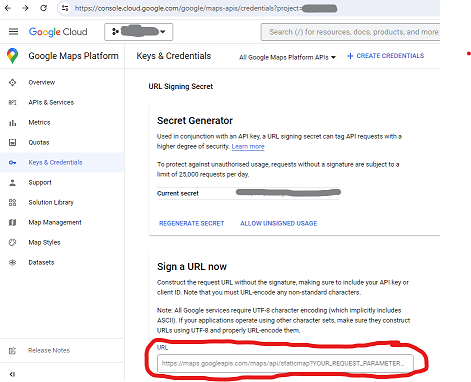 https://console.cloud.google.com/google/maps-apis/credentials?project=
Google Cloud
Search (/) for resources, docs, products, and more
Google Maps Platform
Keys & Credentials
All Google Maps Platform APIs
+ CREATE CREDENTIALS
Overview
APIs & Services
Metrics
Quotas
Keys & Credentials
Support
Solution Library
Map Management
Map Styles
Datasets
Release Notes
URL Signing Secret
Secret Generator
Used in conjunction with an API key, a URL signing secret can tag API requests with a
higher degree of security. Learn more
To protect against unauthorised usage, requests without a signature are subject to a
limit of 25,000 requests per day.
Current secret
REGENERATE SECRET
ALLOW UNSIGNED USAGE
Sign a URL now
Construct the request URL without the signature, making sure to include your API key or
client ID. Note that you must URL-encode any non-standard characters.
Note: All Google services require UTF-8 character encoding (which implicitly includes
ASCII). If your applications operate using other character sets, make sure they construct
URLs using UTF-8 and properly URL-encode them.
URL
https://maps.googleapis.com/maps/api/staticmap?YOUR_REQUEST_PARAMETER...